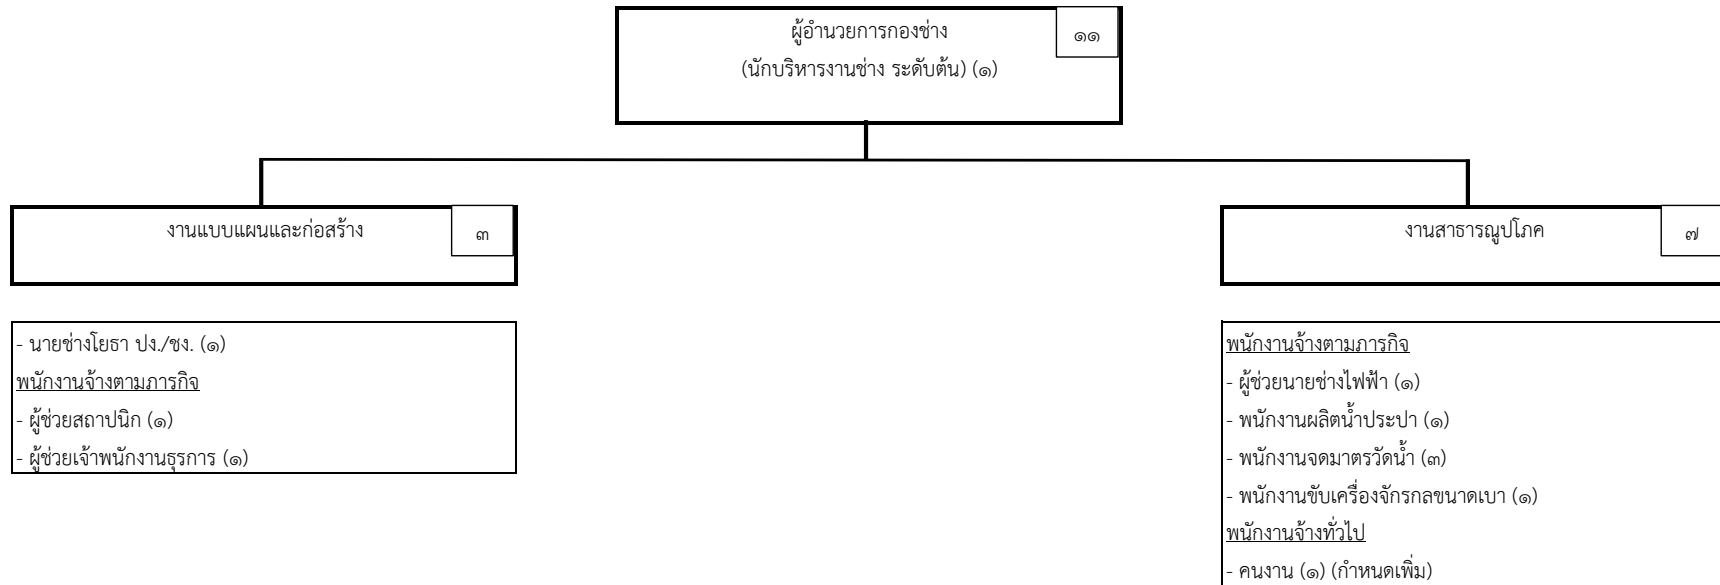 ผู้อำนวยการกองช่าง
๑๑
(นักบริหารงานช่าง ระดับต้น) (๑)
งานแบบแผนและก่อสร้าง
๓
- นายช่างโยธา ปง./ชง. (๑)
พนักงานจ้างตามภารกิจ
- ผู้ช่วยสถาปนิก (๑)
- ผู้ช่วยเจ้าพนักงานธุรการ (๑)
งานสาธารณูปโภค
๗
พนักงานจ้างตามภารกิจ
- ผู้ช่วยนายช่างไฟฟ้า (๑)
- พนักงานผลิตน้ำประปา (๑)
- พนักงานจดมาตรวัดน้ำ (๓)
- พนักงานขับเครื่องจักรกลขนาดเบา (๑)
พนักงานจ้างทั่วไป
- คนงาน (๑) (กำหนดเพิ่ม)